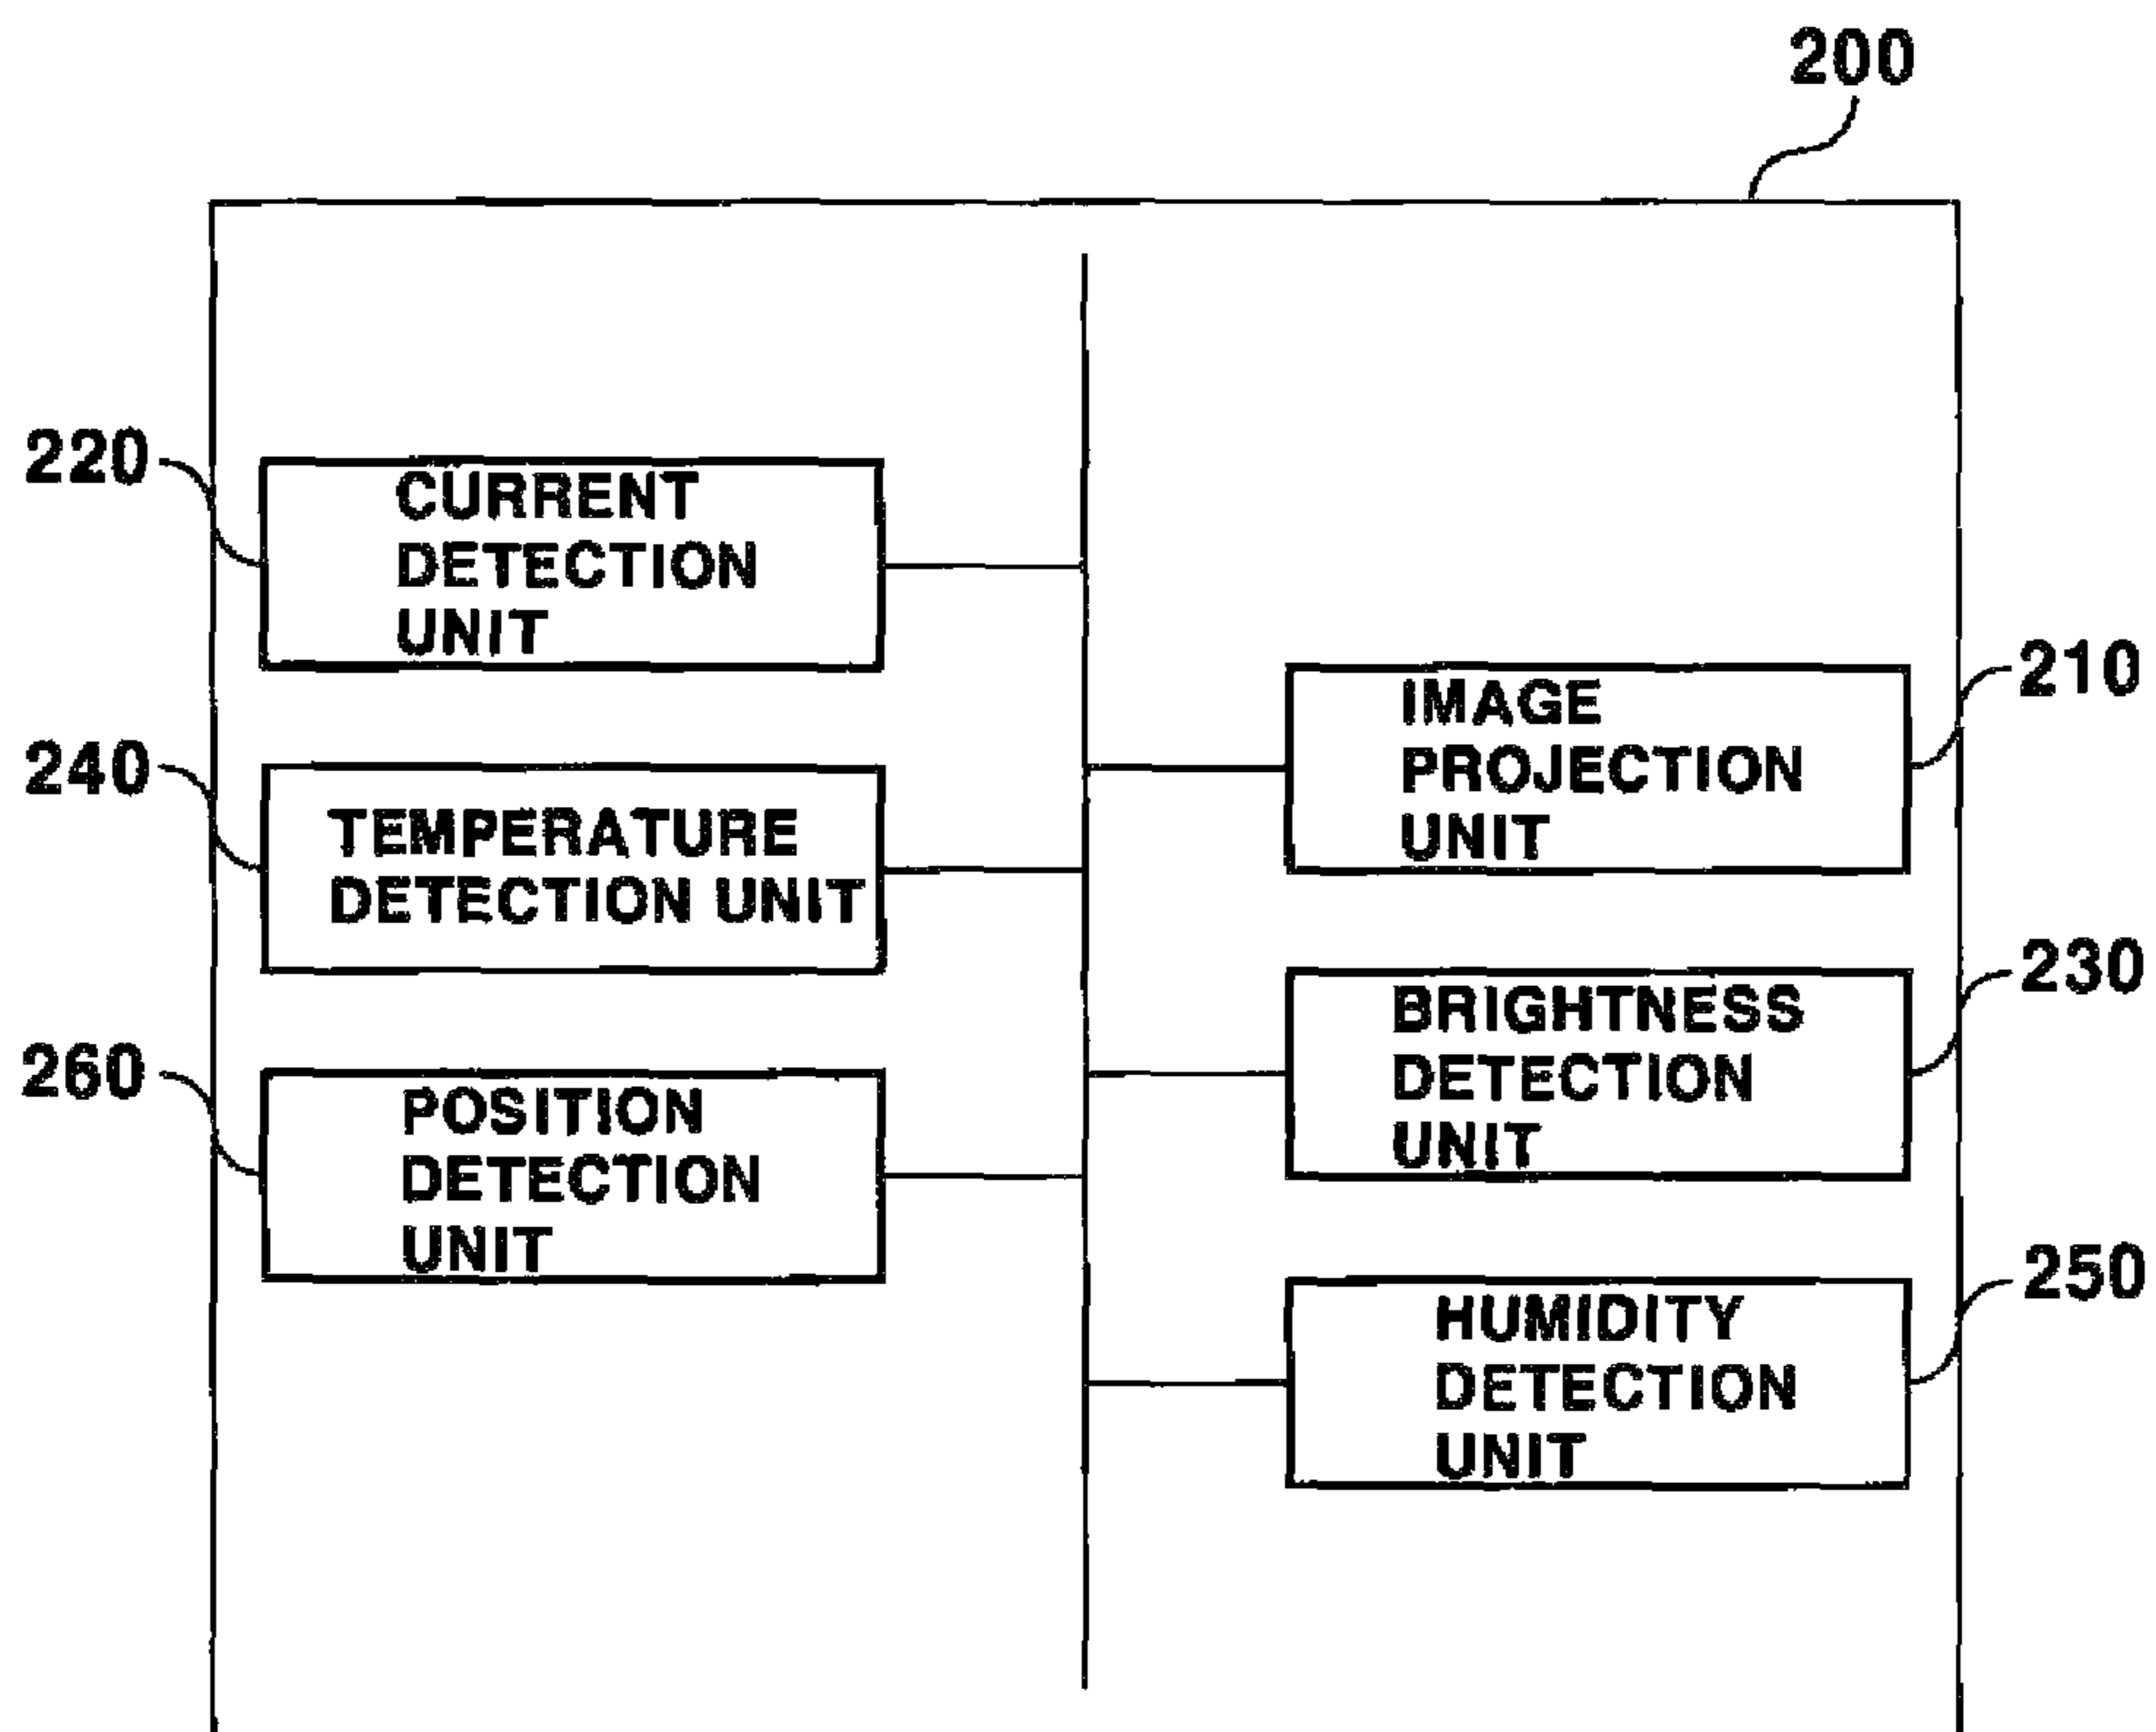 200
220
CURRENT
DETECTION
UNIT
210
IMAGE
PROJECTION
UNIT
240
TEMPERATURE
DETECTION UNIT
230
BRIGHTNESS
DETECTION
UNIT
260
POSITION
DETECTION
UNIT
250
HUMIDITY
DETECTION
UNIT